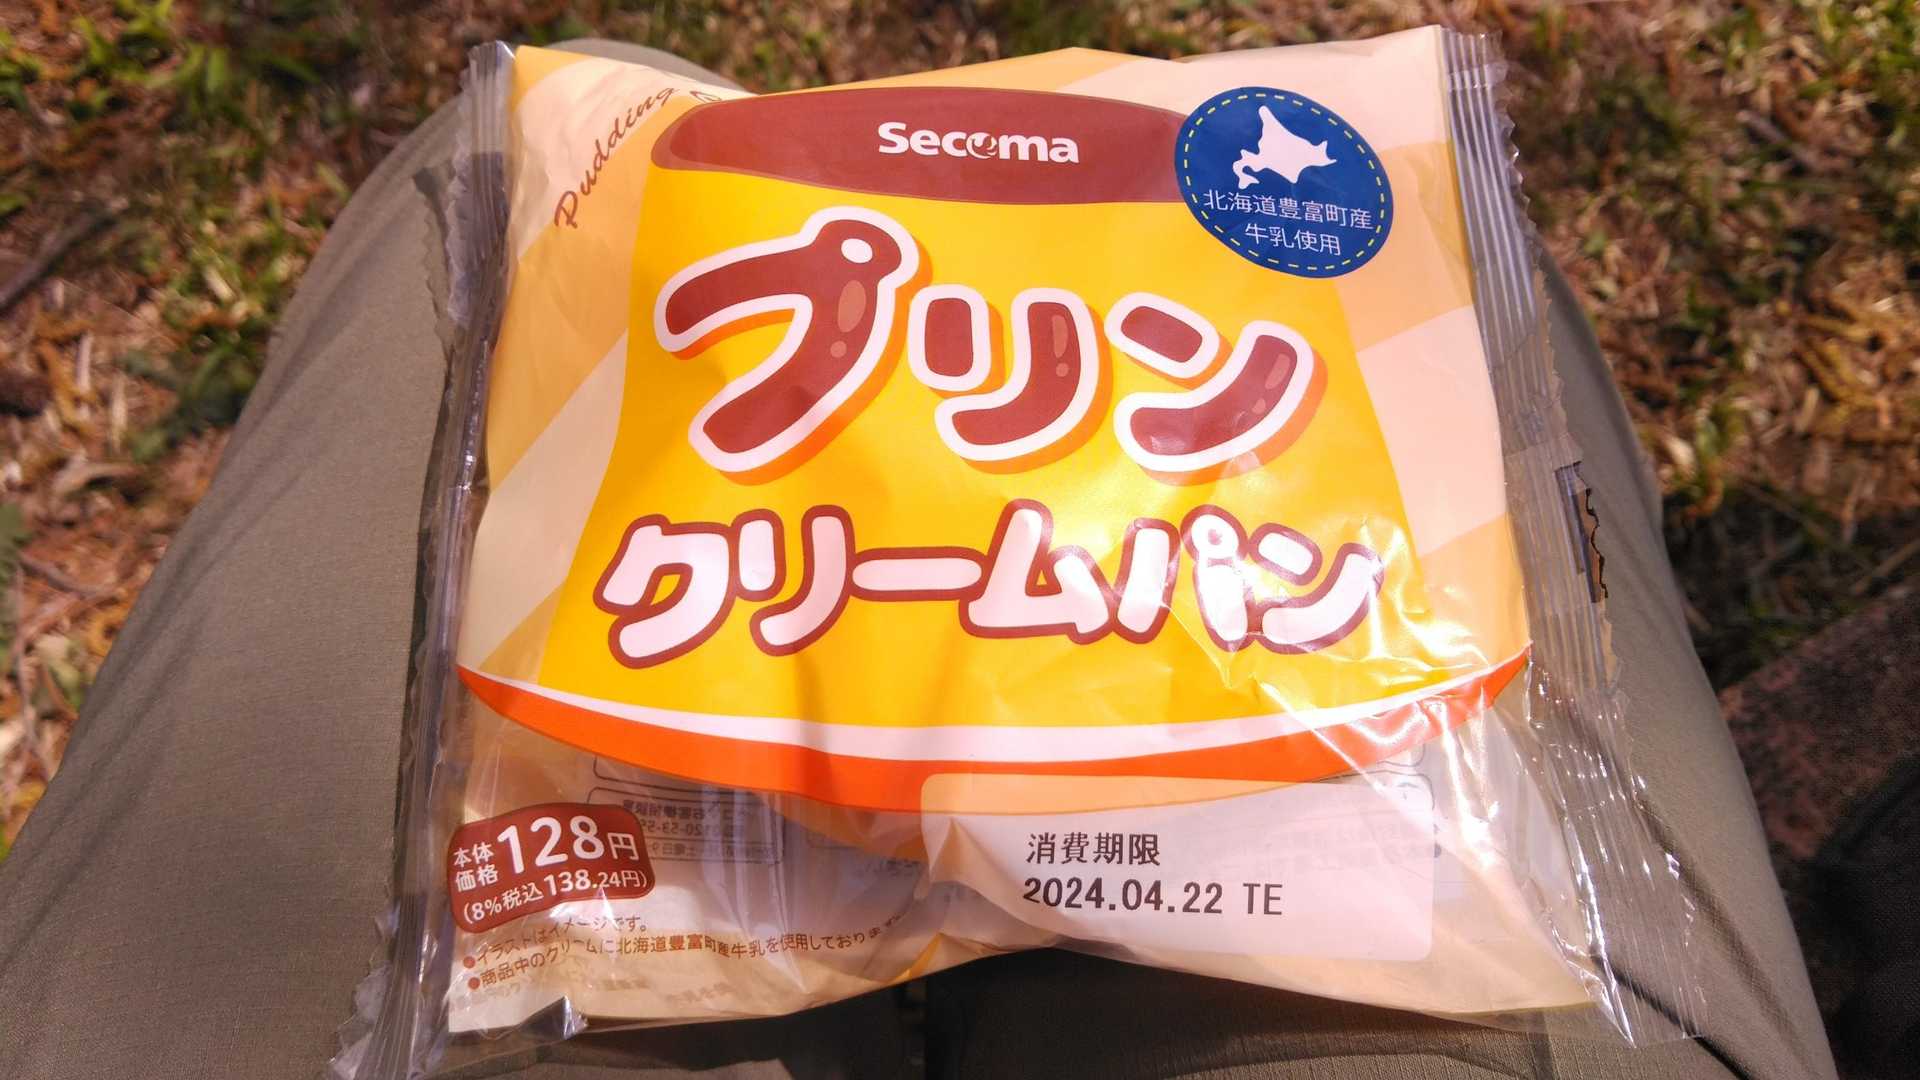 Pudding
Secoma
北海道豊富町産
牛乳使用
プリン
クリームパン
本体
価格
128円
(8%税込138.24円)
消費期限
2024.04.22 TE
●イラストはイメージです。
●商品中のクリームに北海道豊富町産牛乳を使用しております